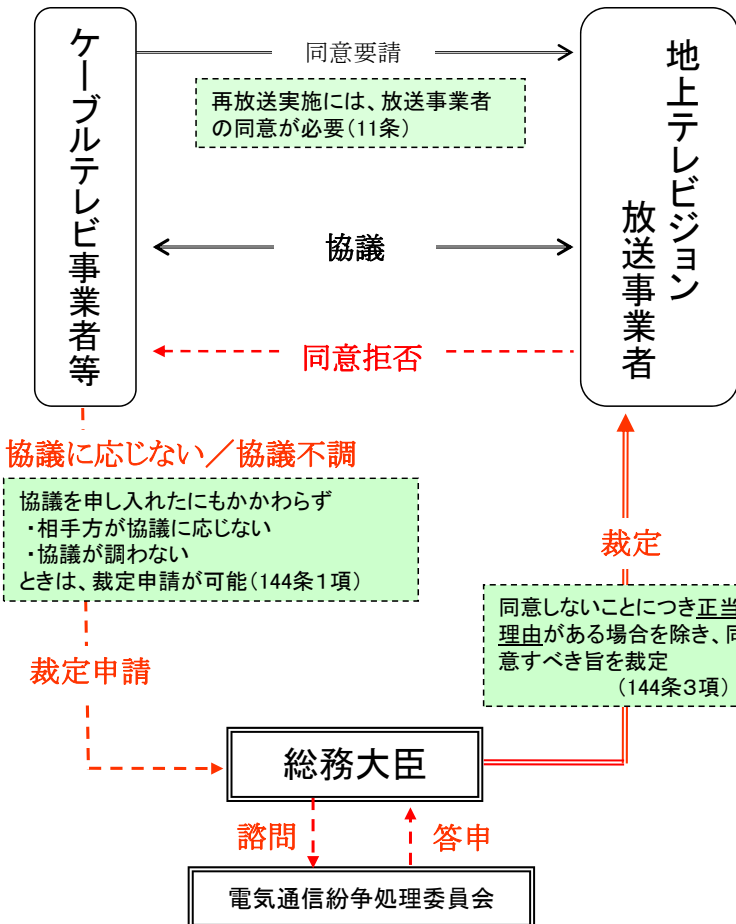 ケーブルテレビ事業者等
同意要請
地上テレビジョン
放送事業者
再放送実施には、放送事業者
の同意が必要(11条)
協議
同意拒否
協議に応じない／協議不調
協議を申し入れたにもかかわらず
・相手方が協議に応じない
・協議が調わない
ときは、裁定申請が可能(144条1項)
裁定
同意しないことにつき正当
理由がある場合を除き、同
意すべき旨を裁定
(144条3項)
裁定申請
総務大臣
諮問
答申
電気通信紛争処理委員会